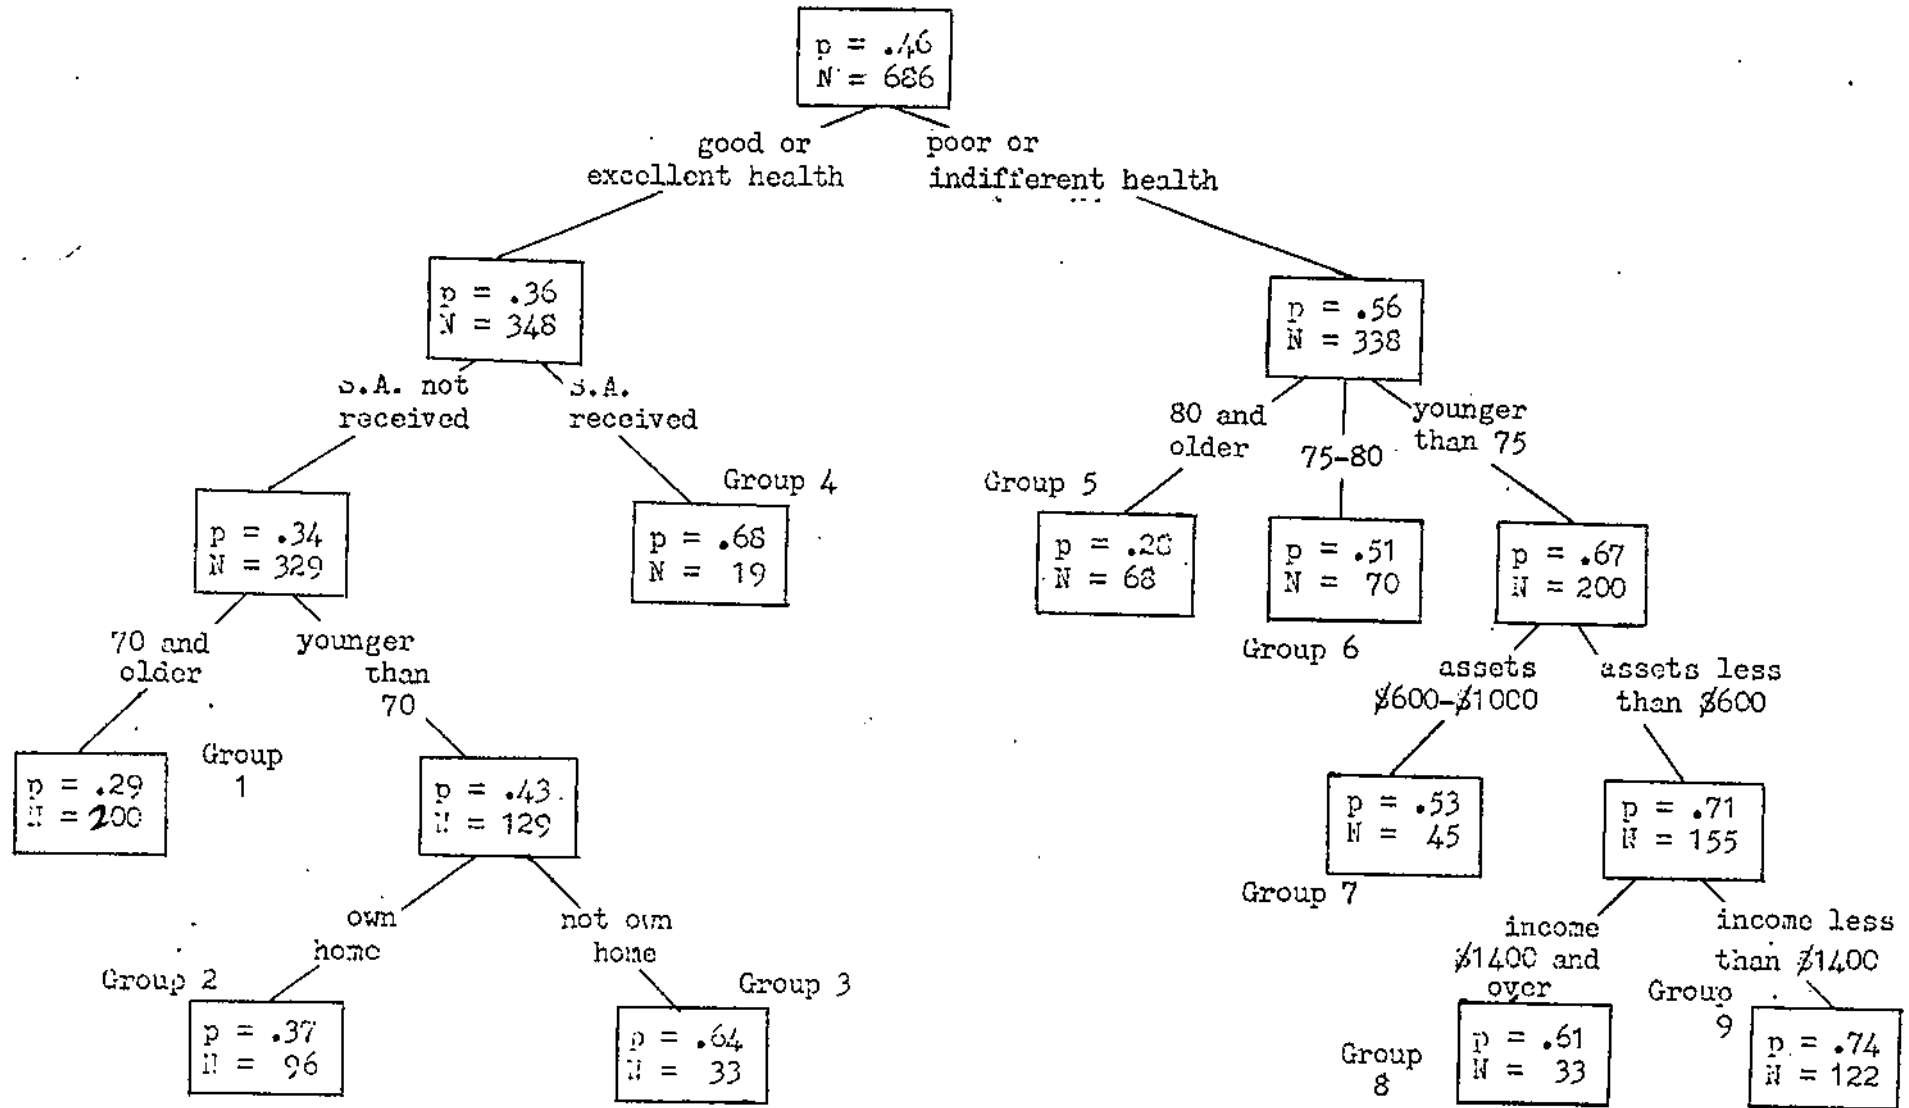 p = .46
N = 686
good or
excellent health
poor or
indifferent health
p = .36
N = 348
p = .56
N = 338
S.A. not
received
S.A.
received
80 and
older
75-80
younger
than 75
Group 4
Group 5
p = .34
N = 329
p = .68
N = 19
p = .28
N = 68
p = .51
N = 70
p = .67
N = 200
Group 6
70 and
older
younger
than
70
assets
$600-$1000
assets less
than $600
p = .29
N = 200
Group
1
p = .43
N = 129
p = .53
N = 45
p = .71
N = 155
Group 7
own
home
not own
home
income
$1400 and
over
income less
than $1400
Group 2
p = .37
N = 96
Group 3
p = .64
N = 33
Group
8
p = .61
N = 33
Group
9
p = .74
N = 122